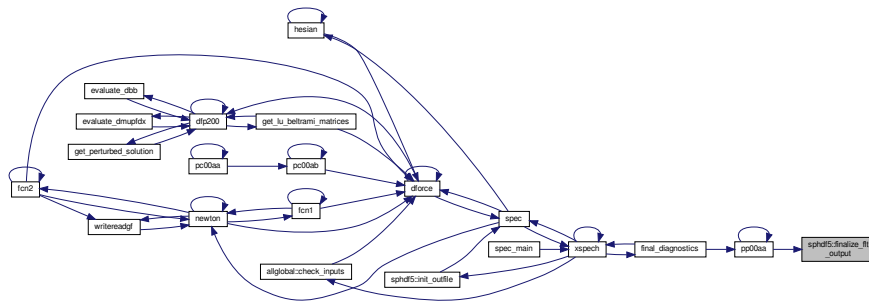 hesian
evaluate_dbb
evaluate_dmupfdx
dfp200
get_lu_beltrami_matrices
get_perturbed_solution
pc00aa
pc00ab
fcn2
dforce
fcn1
newton
writereadgf
spec
spec_main
xspech
final_diagnostics
pp00aa
sphdf5::finalize_flt
_output
allglobal::check_inputs
sphdf5::init_outfile